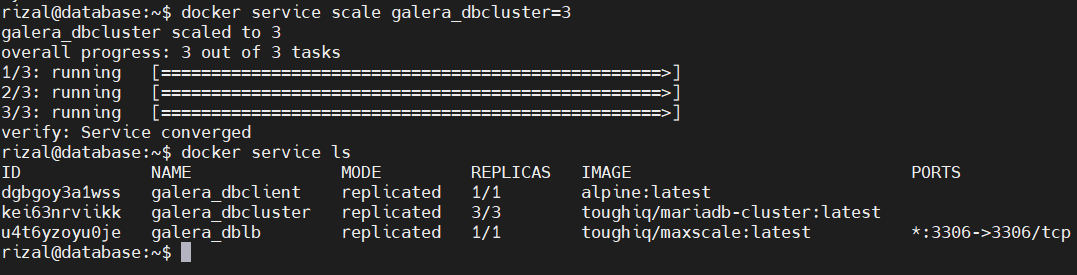 rizal@database:~$ docker service scale galera_dbcluster=3
galera_dbcluster scaled to 3
overall progress: 3 out of 3 tasks
1/3: running   [==================================================>]
2/3: running   [==================================================>]
3/3: running   [==================================================>]
verify: Service converged
rizal@database:~$ docker service ls
ID             NAME               MODE         REPLICAS   IMAGE                            PORTS
dgbgoy3a1wss   galera_dbclient    replicated   1/1        alpine:latest
kei63nrviikk   galera_dbcluster   replicated   3/3        toughiq/mariadb-cluster:latest
u4t6yzoyu0je   galera_dblb        replicated   1/1        toughiq/maxscale:latest          *:3306->3306/tcp
rizal@database:~$